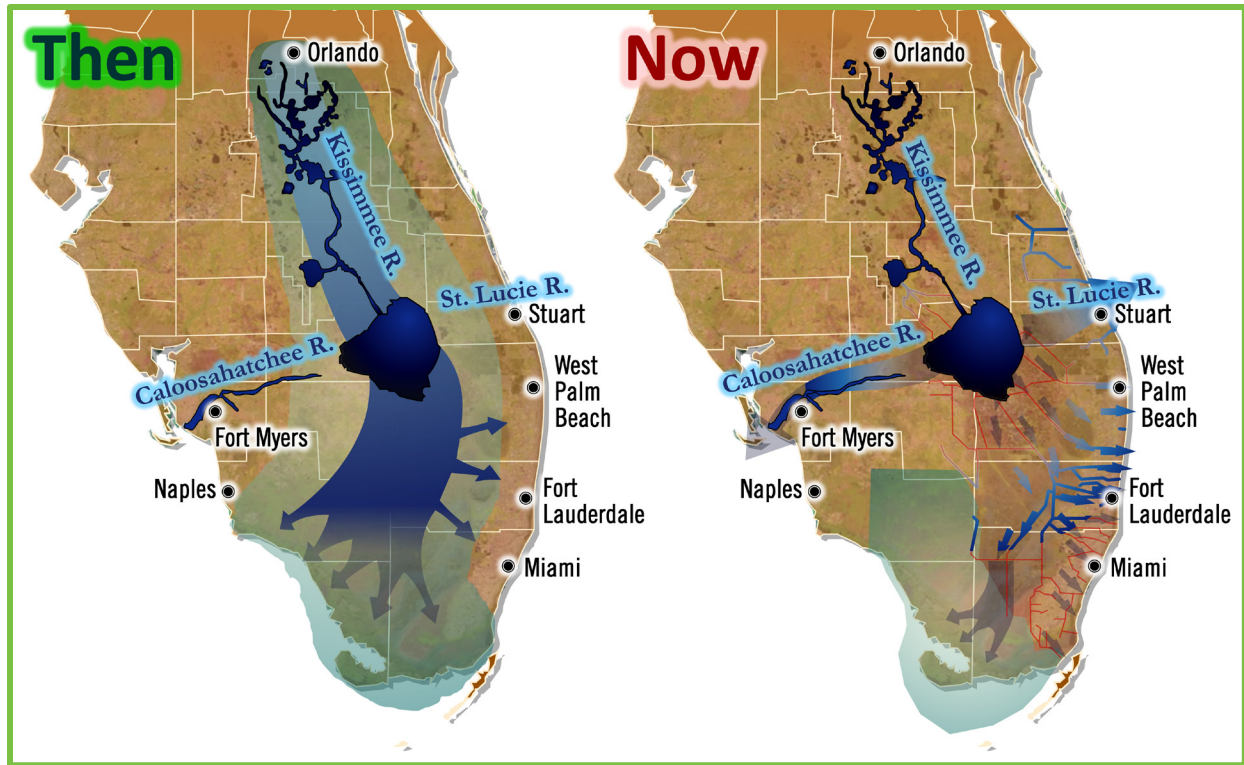 Then
Orlando
Kissimmee R.
St. Lucie R.
Stuart
Caloosahatchee R.
West
Palm
Beach
Fort Myers
Naples
Fort
Lauderdale
Miami
Now
Orlando
Kissimmee R.
St. Lucie R.
Stuart
Caloosahatchee R.
West
Palm
Beach
Fort Myers
Naples
Fort
Lauderdale
Miami